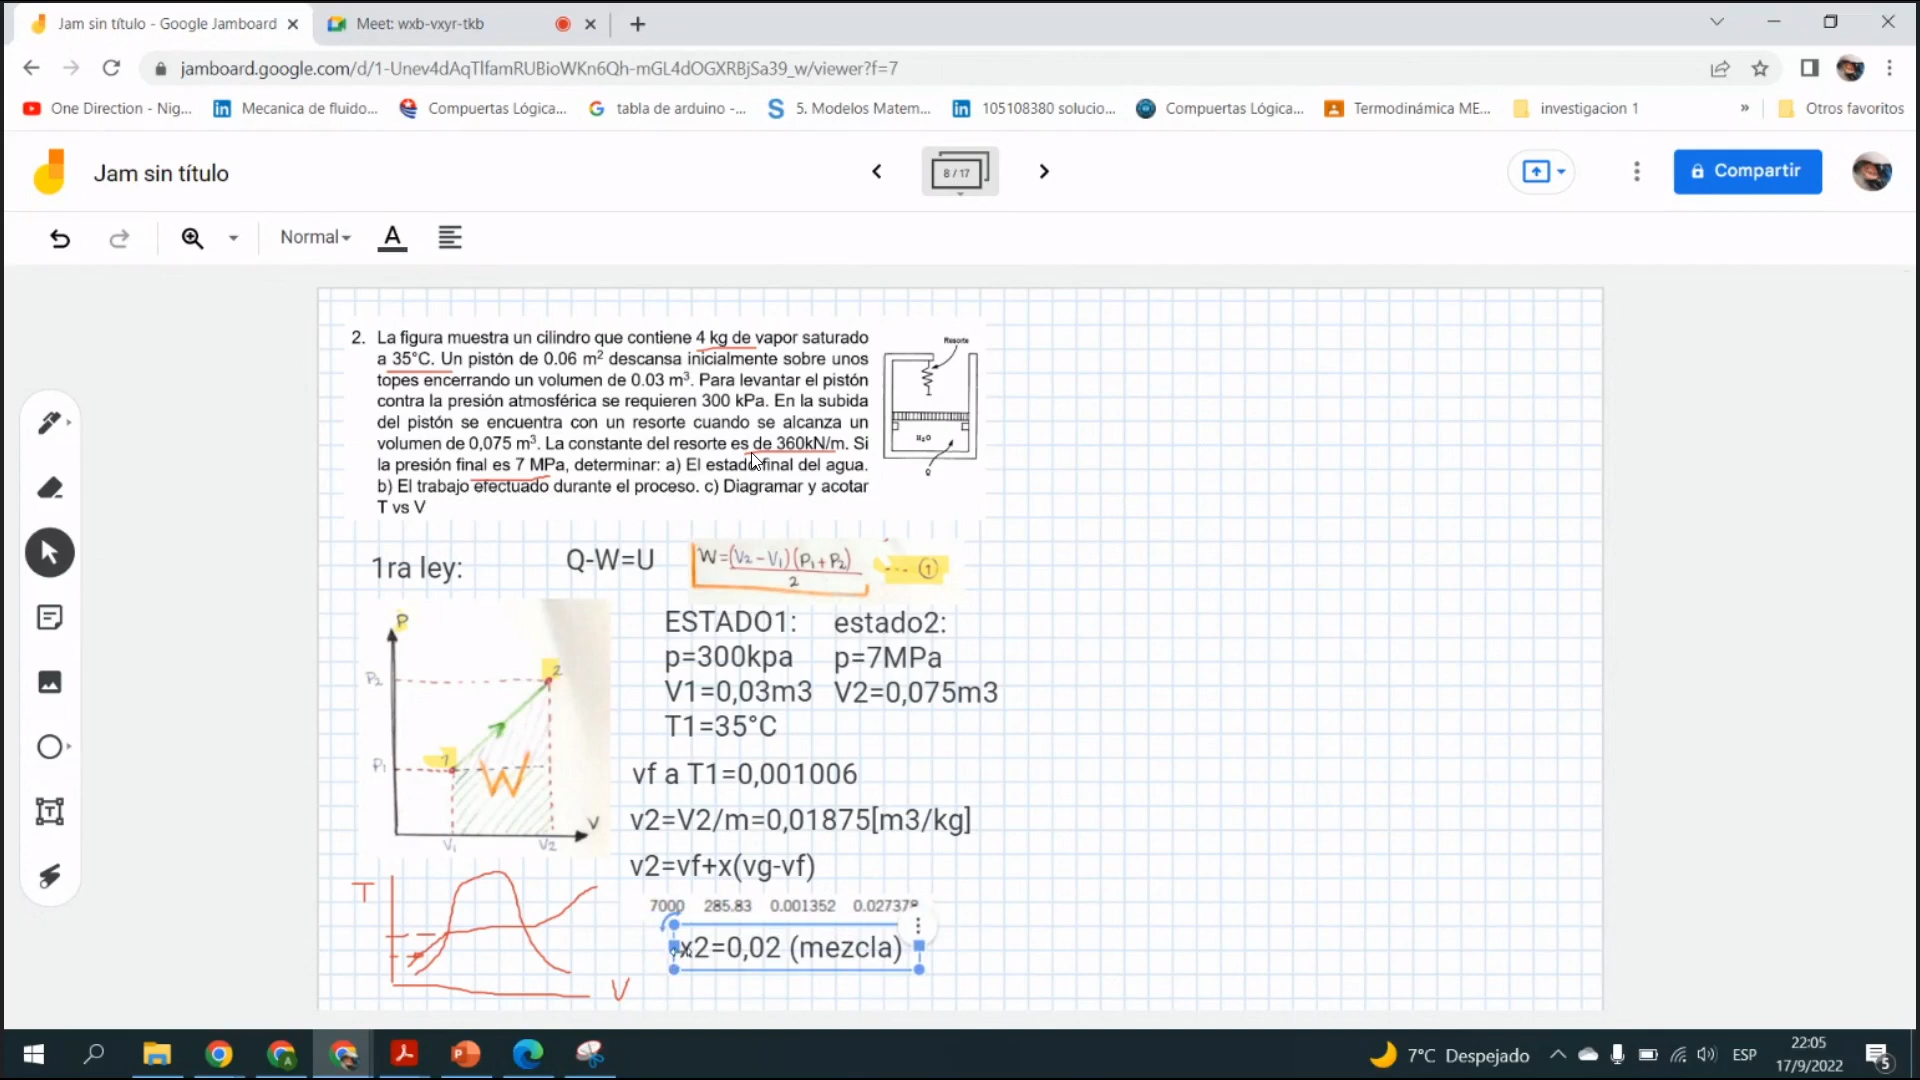 Jam sin título - Google Jamboard
Meet: wxb-vxyr-tkb
jamboard.google.com/d/1-Unev4dAqTlfamRUBioWKn6Qh-mGL4dOGXRBjSa39_w/viewer?f=7
One Direction - Nig...
Mecanica de fluido...
Compuertas Lógica...
tabla de arduino -...
5. Modelos Matem...
105108380 solucio...
Compuertas Lógica...
Termodinámica ME...
investigacion 1
»
Otros favoritos
Jam sin título
8 / 17
Compartir
Normal
2. La figura muestra un cilindro que contiene 4 kg de vapor saturado
a 35°C. Un pistón de 0.06 m² descansa inicialmente sobre unos
topes encerrando un volumen de 0.03 m³. Para levantar el pistón
contra la presión atmosférica se requieren 300 kPa. En la subida
del pistón se encuentra con un resorte cuando se alcanza un
volumen de 0,075 m³. La constante del resorte es de 360kN/m. Si
la presión final es 7 MPa, determinar: a) El estado final del agua.
b) El trabajo efectuado durante el proceso. c) Diagramar y acotar
T vs V
Resorte
H₂O
Q
1ra ley:
Q-W=U
W=(V2-V1)(P1+P2)
2
... ①
P
P2
2
1
P1
W
V
V1
V2
ESTADO1:
p=300kpa
V1=0,03m3
T1=35°C
estado2:
p=7MPa
V2=0,075m3
vf a T1=0,001006
v2=V2/m=0,01875[m3/kg]
v2=vf+x(vg-vf)
7000 285.83 0.001352 0.027378
x2=0,02 (mezcla)
T
V
7°C Despejado
ESP
22:05
17/9/2022
5